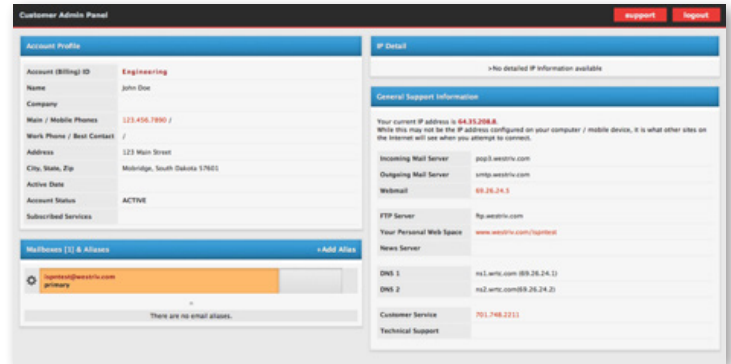 Customer Admin Panel
support
logout
Account Profile
Account (Billing) ID Engineering
Name John Doe
Company
Main / Mobile Phones 123.456.7890 /
Work Phone / Best Contact /
Address 123 Main Street
City, State, Zip Mobridge, South Dakota 57601
Active Date
Account Status ACTIVE
Subscribed Services
Mailboxes [1] & Aliases +Add Alias
ispntest@westriv.com
primary
There are no email aliases.
IP Detail
>No detailed IP information available
General Support Information
Your current IP address is 64.35.208.8.
While this may not be the IP address configured on your computer / mobile device, it is what other sites on
the Internet will see when you attempt to connect.
Incoming Mail Server pop3.westriv.com
Outgoing Mail Server smtp.westriv.com
Webmail 69.26.24.5
FTP Server ftp.westriv.com
Your Personal Web Space www.westriv.com/ispntest
News Server
DNS 1 ns1.wrtc.com (69.26.24.1)
DNS 2 ns2.wrtc.com(69.26.24.2)
Customer Service 701.748.2211
Technical Support